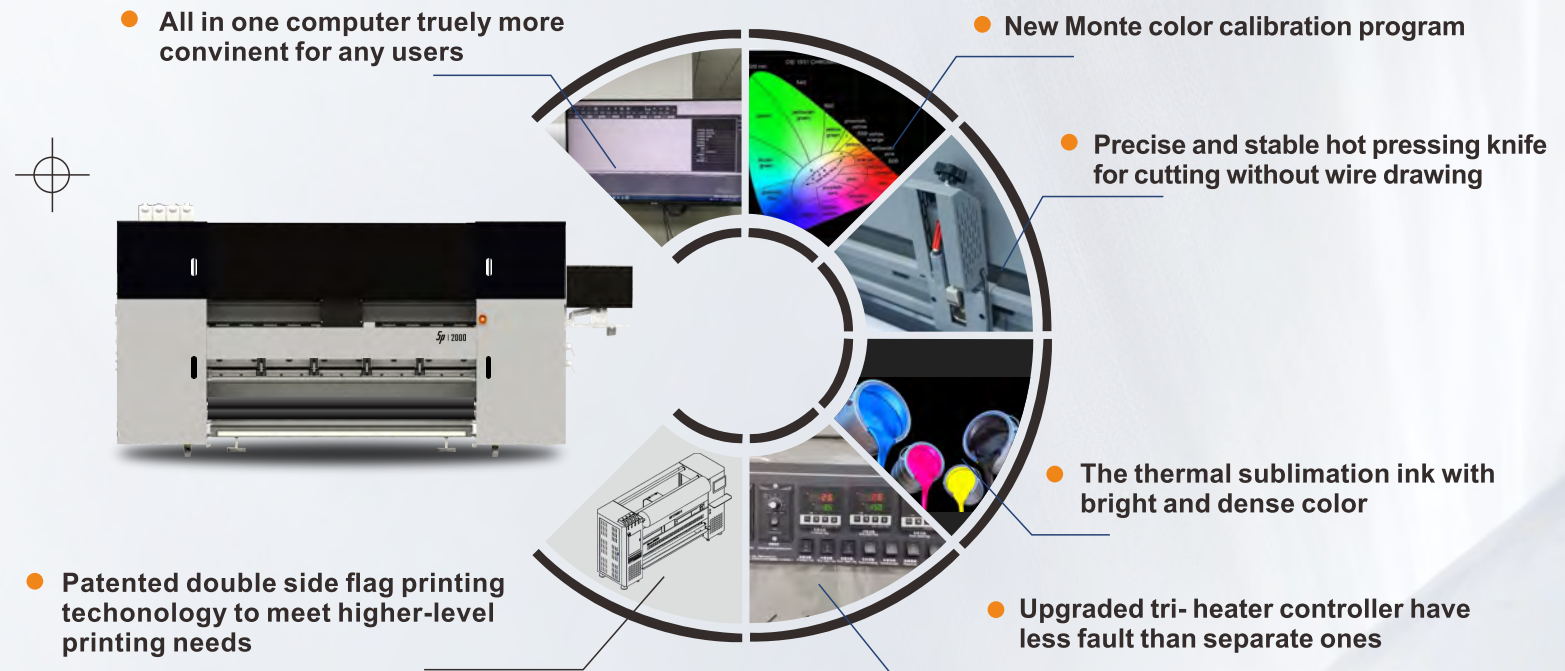 All in one computer truely more
convinent for any users
New Monte color calibration program
Precise and stable hot pressing knife
for cutting without wire drawing
Sp | 2000
The thermal sublimation ink with
bright and dense color
Patented double side flag printing
techonology to meet higher-level
printing needs
Upgraded tri- heater controller have
less fault than separate ones